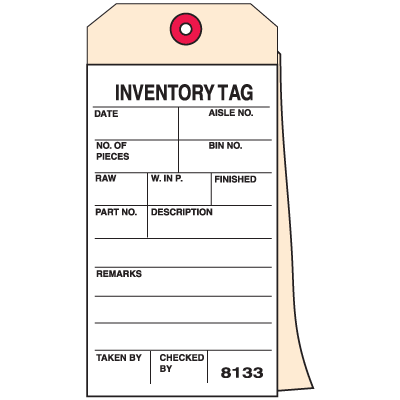 INVENTORY TAG
DATE AISLE NO.
NO. OF PIECES BIN NO.
RAW W. IN P. FINISHED
PART NO. DESCRIPTION
REMARKS
TAKEN BY CHECKED BY 8133